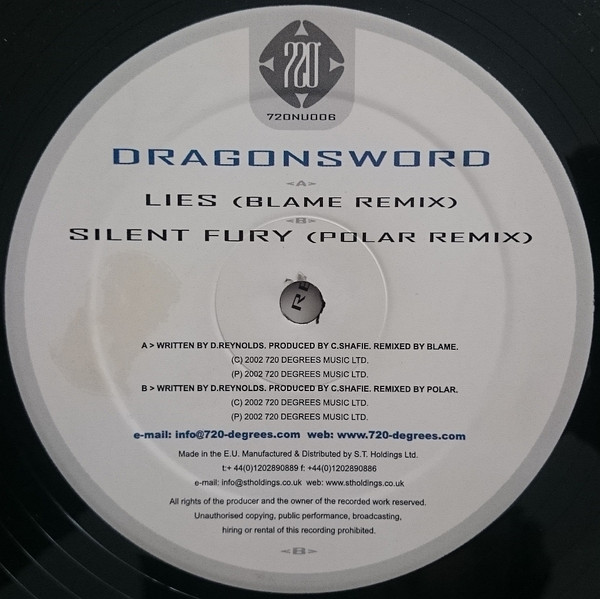 720°
720NU006
DRAGONSWORD
<A>
LIES (BLAME REMIX)
<B>
SILENT FURY (POLAR REMIX)
A > WRITTEN BY D.REYNOLDS. PRODUCED BY C.SHAFIE. REMIXED BY BLAME.
(C) 2002 720 DEGREES MUSIC LTD.
(P) 2002 720 DEGREES MUSIC LTD.
B > WRITTEN BY D.REYNOLDS. PRODUCED BY C.SHAFIE. REMIXED BY POLAR.
(C) 2002 720 DEGREES MUSIC LTD.
(P) 2002 720 DEGREES MUSIC LTD.
e-mail: info@720-degrees.com web: www.720-degrees.com
Made in the E.U. Manufactured & Distributed by S.T. Holdings Ltd.
t:+ 44(0)1202890889 f: +44(0)1202890886
e-mail: info@stholdings.co.uk web: www.stholdings.co.uk
All rights of the producer and the owner of the recorded work reserved.
Unauthorised copying, public performance, broadcasting,
hiring or rental of this recording prohibited.
<B>